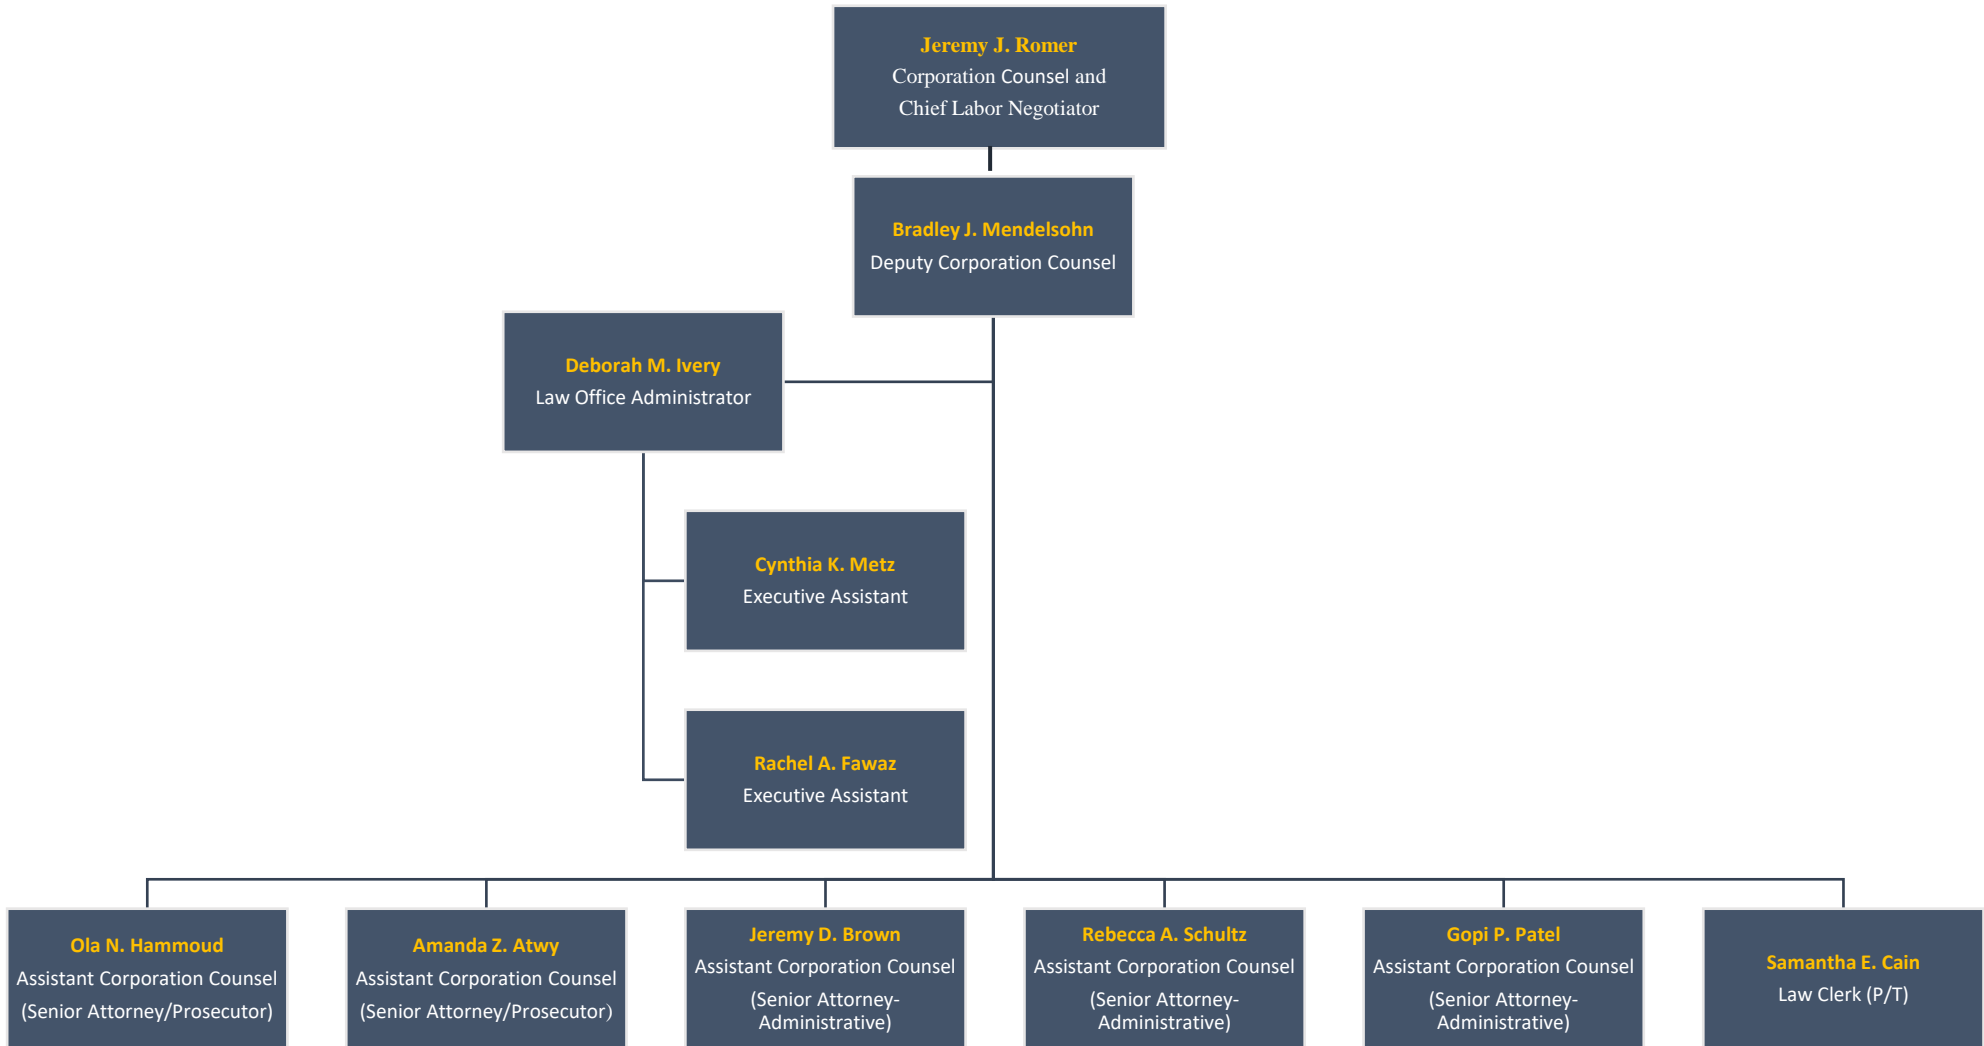 Jeremy J. Romer
Corporation Counsel and
Chief Labor Negotiator
Bradley J. Mendelsohn
Deputy Corporation Counsel
Deborah M. Ivery
Law Office Administrator
Cynthia K. Metz
Executive Assistant
Rachel A. Fawaz
Executive Assistant
Ola N. Hammoud
Assistant Corporation Counsel
(Senior Attorney/Prosecutor)
Amanda Z. Atwy
Assistant Corporation Counsel
(Senior Attorney/Prosecutor)
Jeremy D. Brown
Assistant Corporation Counsel
(Senior Attorney-
Administrative)
Rebecca A. Schultz
Assistant Corporation Counsel
(Senior Attorney-
Administrative)
Gopi P. Patel
Assistant Corporation Counsel
(Senior Attorney-
Administrative)
Samantha E. Cain
Law Clerk (P/T)